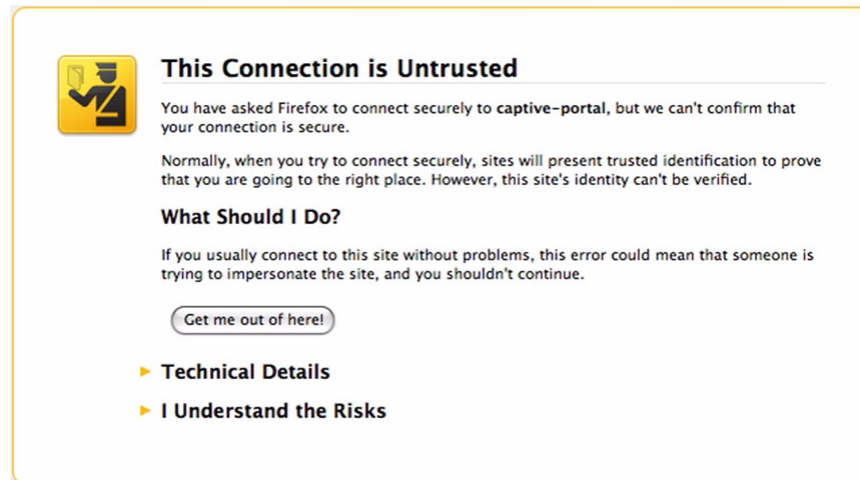 This Connection is Untrusted
You have asked Firefox to connect securely to captive-portal, but we can't confirm that
your connection is secure.
Normally, when you try to connect securely, sites will present trusted identification to prove
that you are going to the right place. However, this site's identity can't be verified.
What Should I Do?
If you usually connect to this site without problems, this error could mean that someone is
trying to impersonate the site, and you shouldn't continue.
Get me out of here!
Technical Details
I Understand the Risks